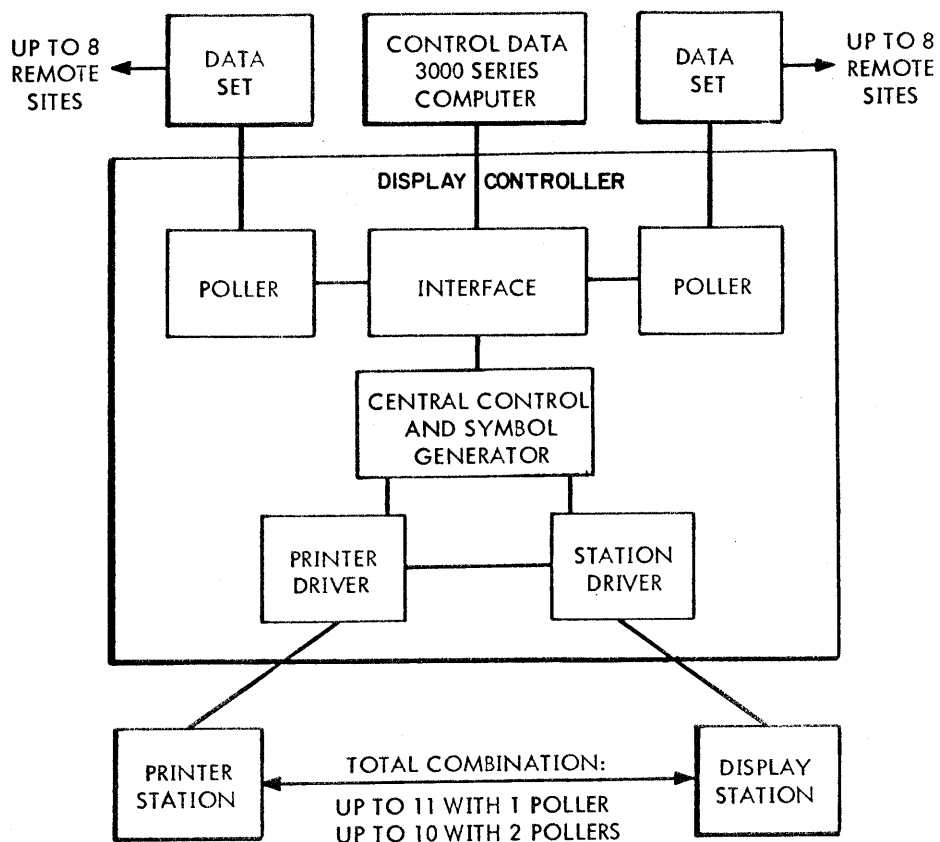 UP TO 8
REMOTE
SITES
DATA
SET
CONTROL DATA
3000 SERIES
COMPUTER
DATA
SET
UP TO 8
REMOTE
SITES
DISPLAY CONTROLLER
POLLER
INTERFACE
POLLER
CENTRAL CONTROL
AND SYMBOL
GENERATOR
PRINTER
DRIVER
STATION
DRIVER
PRINTER
STATION
TOTAL COMBINATION:
UP TO 11 WITH 1 POLLER
UP TO 10 WITH 2 POLLERS
DISPLAY
STATION